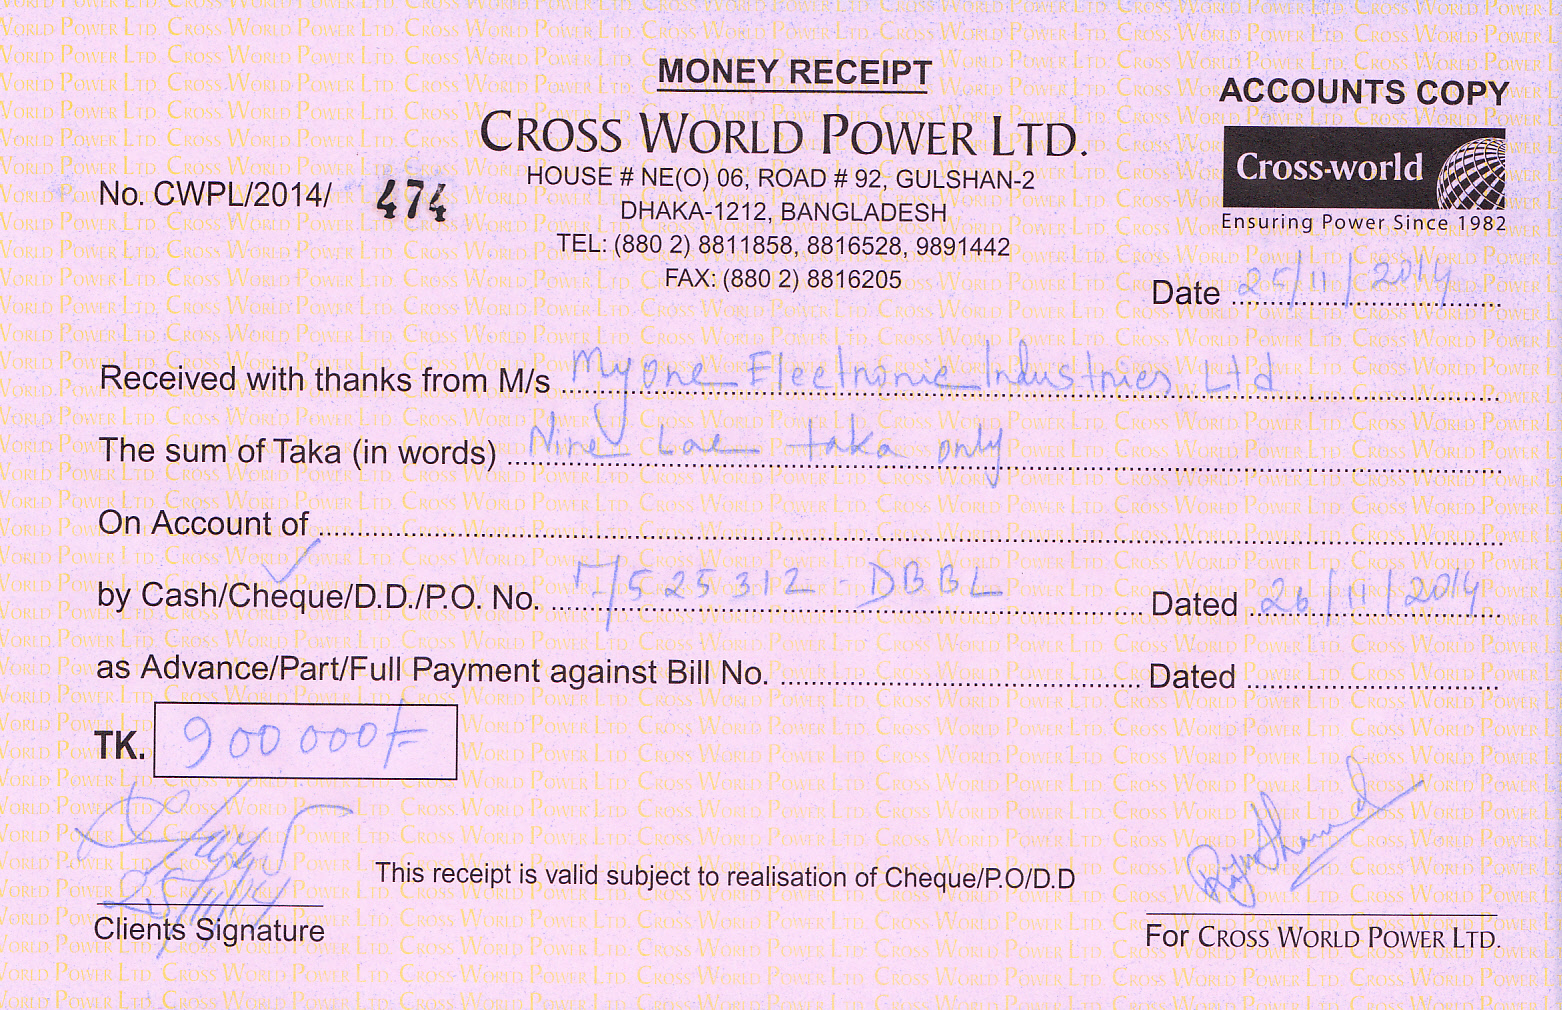 MONEY RECEIPT
ACCOUNTS COPY
CROSS WORLD POWER LTD.
Cross-world
Ensuring Power Since 1982
No. CWPL/2014/ 474
HOUSE # NE(O) 06, ROAD # 92, GULSHAN-2
DHAKA-1212, BANGLADESH
TEL: (880 2) 8811858, 8816528, 9891442
FAX: (880 2) 8816205
Date 25/11/2014
Received with thanks from M/s Myone Electronic Industries Ltd
The sum of Taka (in words) Nine Lac taka only
On Account of
by Cash/Cheque/D.D./P.O. No. 7525312 - DBBL Dated 26/11/2014
as Advance/Part/Full Payment against Bill No. Dated
TK. 900000/=
25/11/14
This receipt is valid subject to realisation of Cheque/P.O/D.D
Clients Signature
For CROSS WORLD POWER LTD.